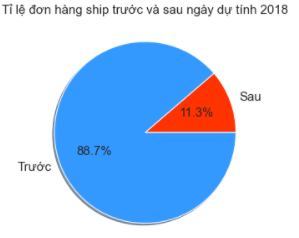 Tỉ lệ đơn hàng ship trước và sau ngày dự tính 2018
Sau
11.3%
88.7%
Trước